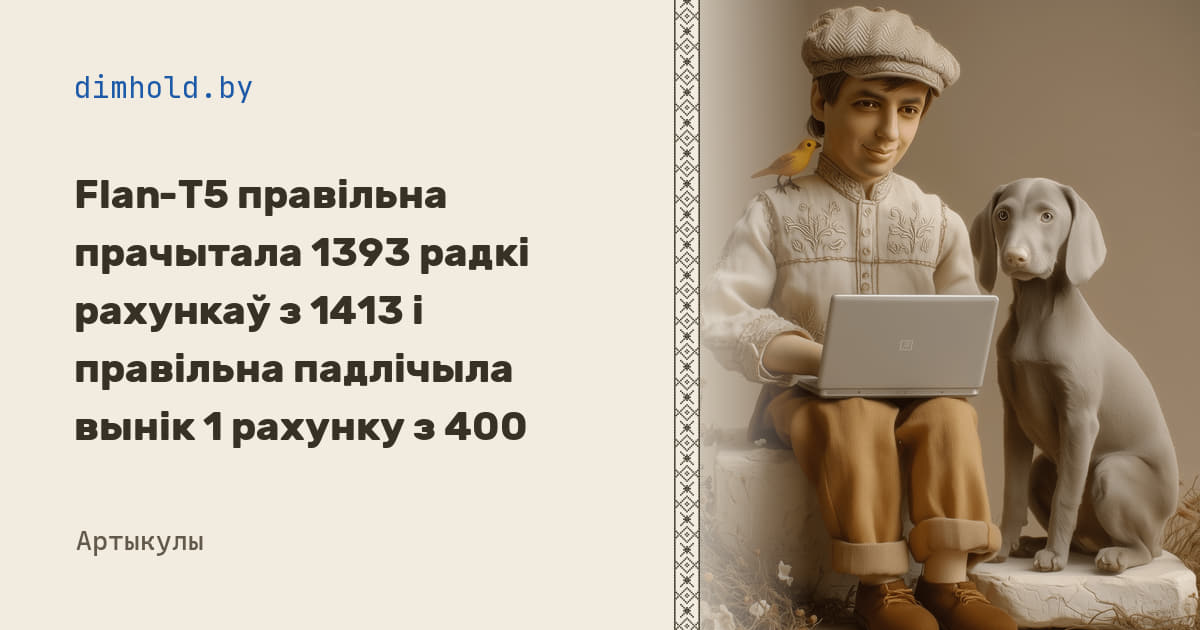 dimhold.by
Flan-T5 правільна
прачытала 1393 радкі
рахункаў з 1413 і
правільна падлічыла
вынік 1 рахунку з 400
Артыкулы